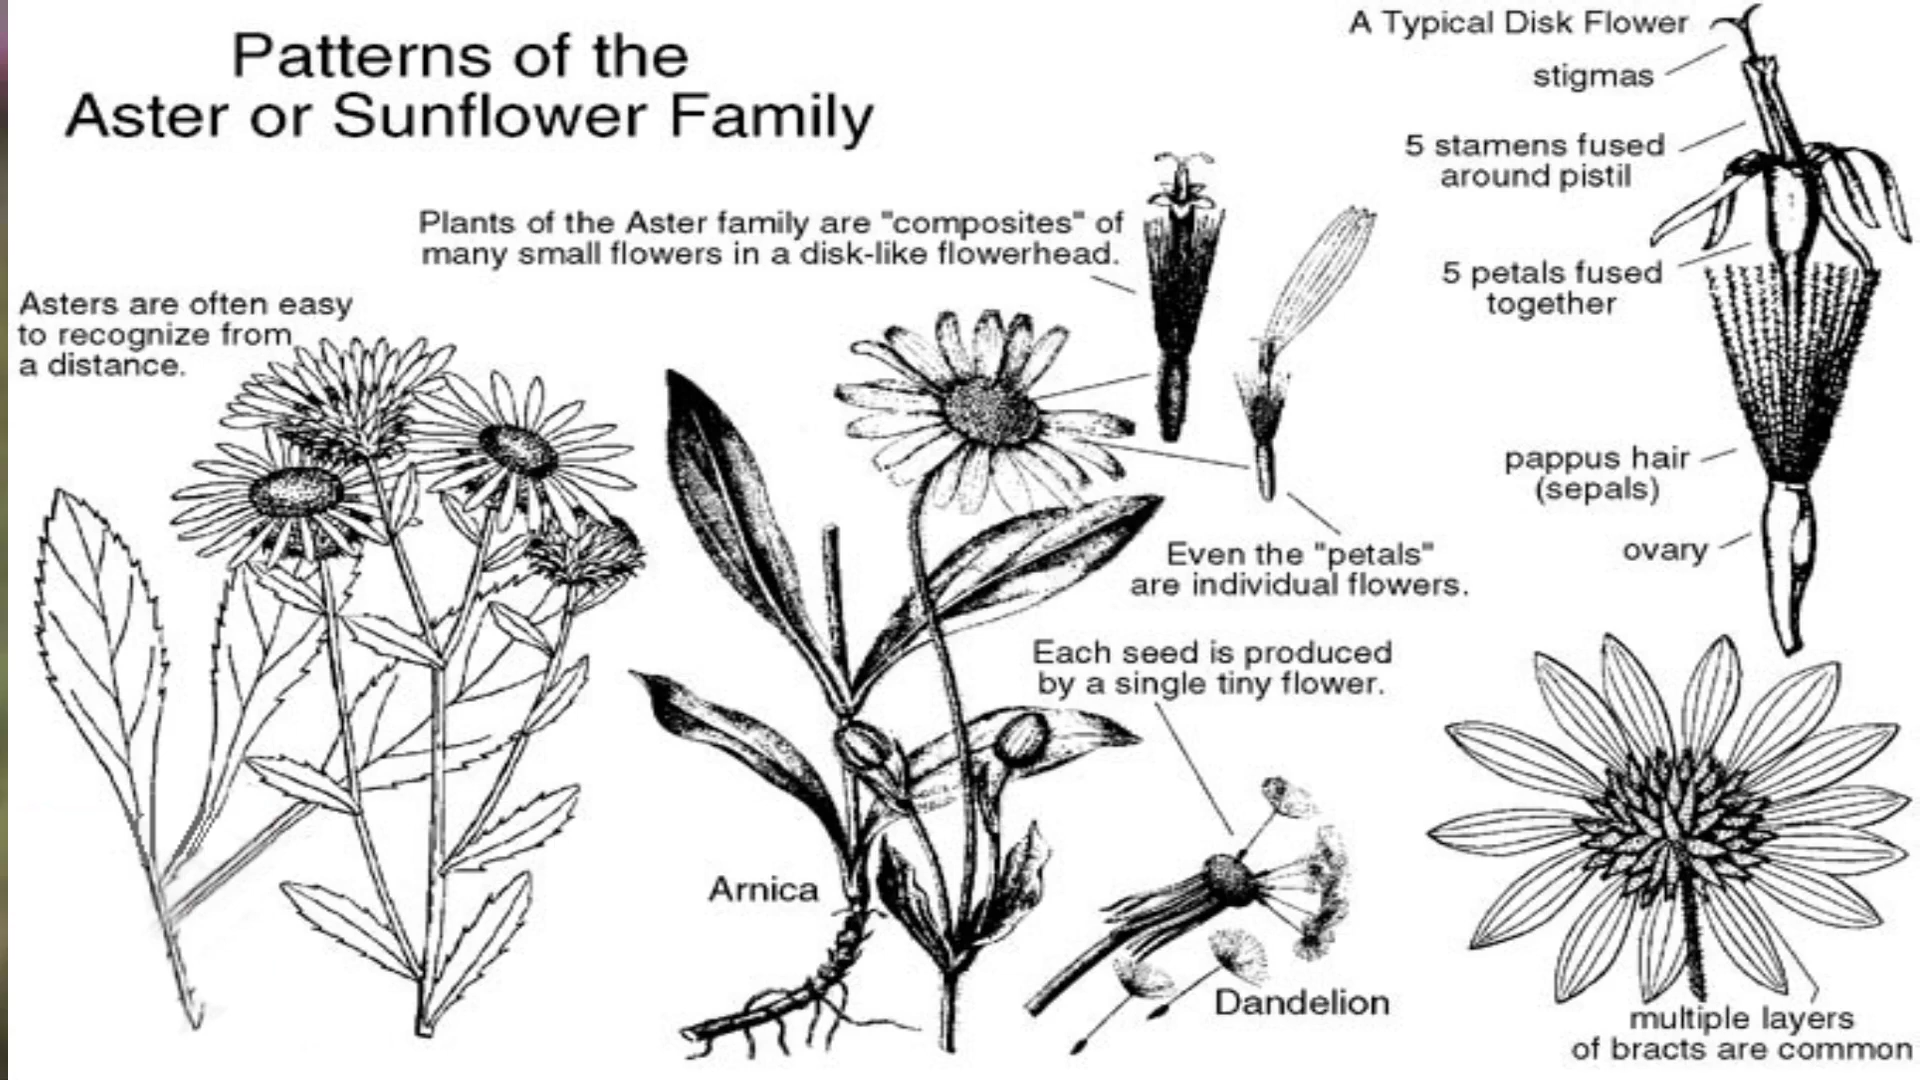 Patterns of the
Aster or Sunflower Family
A Typical Disk Flower
stigmas
5 stamens fused
around pistil
5 petals fused
together
pappus hair
(sepals)
ovary
Plants of the Aster family are "composites" of
many small flowers in a disk-like flowerhead.
Asters are often easy
to recognize from
a distance.
Even the "petals"
are individual flowers.
Each seed is produced
by a single tiny flower.
Arnica
Dandelion
multiple layers
of bracts are common